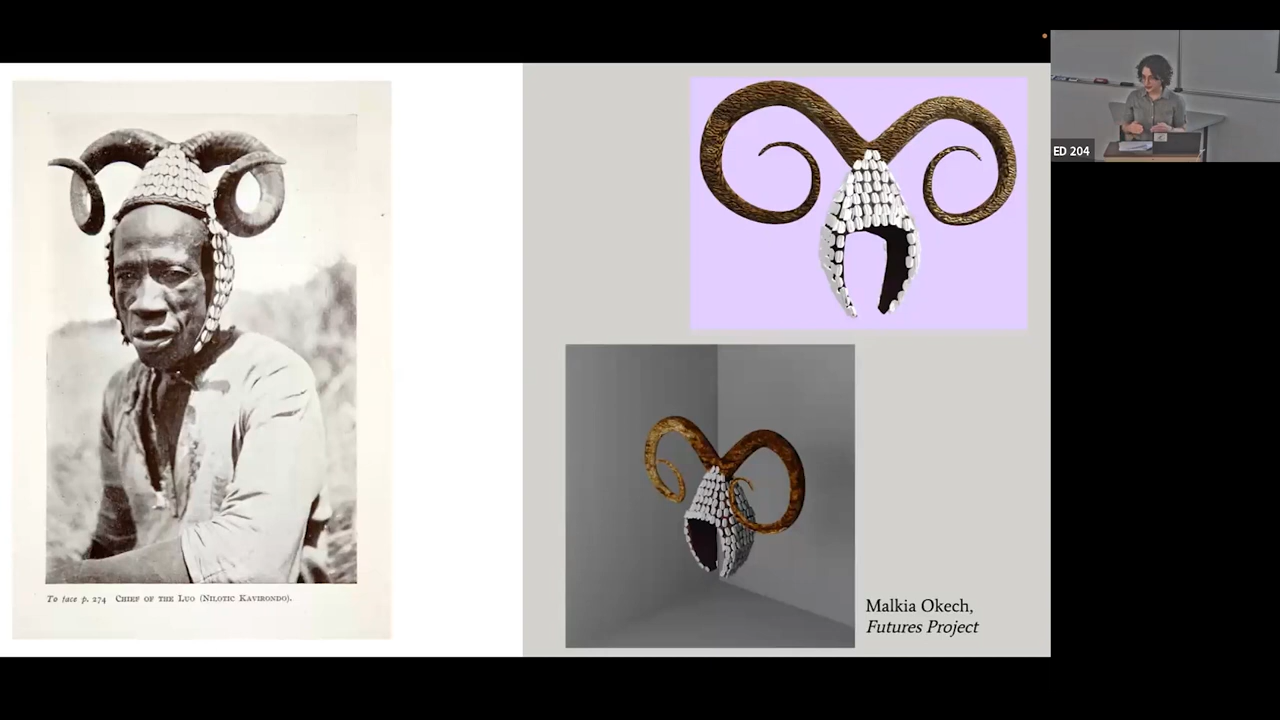 To face p. 274 Chief of the Luo (Nilotic Kavirondo).
Malkia Okech,
Futures Project
ED 204